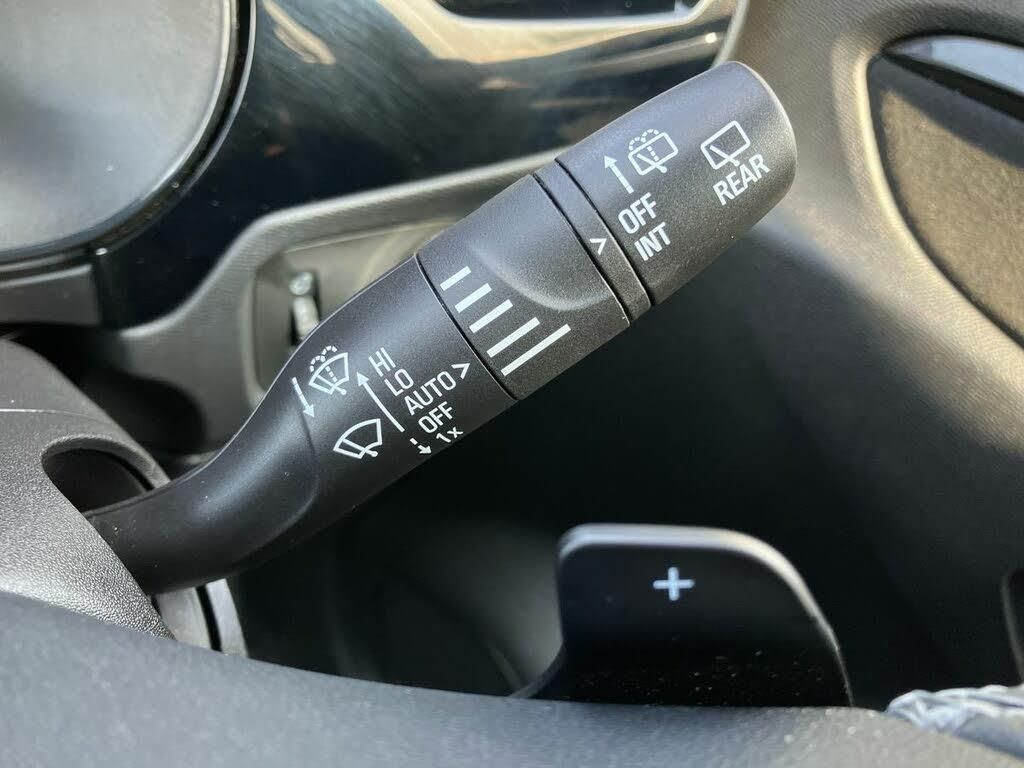 REAR
OFF
INT
>
HI
LO
AUTO >
OFF
1x
+